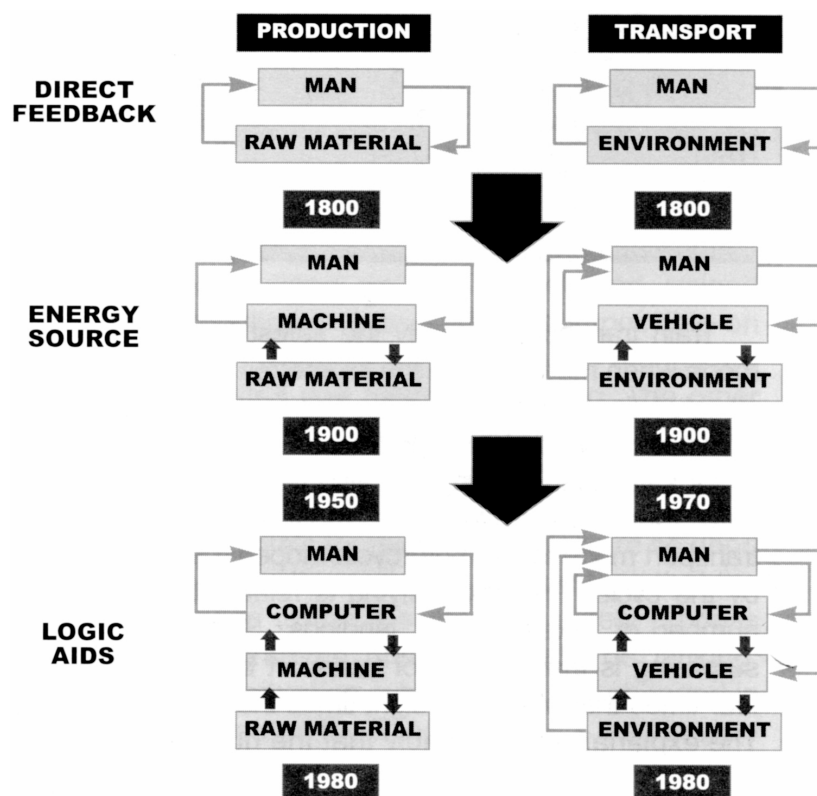 PRODUCTION
TRANSPORT
DIRECT
FEEDBACK
MAN
RAW MATERIAL
MAN
ENVIRONMENT
1800
1800
ENERGY
SOURCE
MAN
MACHINE
RAW MATERIAL
MAN
VEHICLE
ENVIRONMENT
1900
1900
1950
1970
LOGIC
AIDS
MAN
COMPUTER
MACHINE
RAW MATERIAL
MAN
COMPUTER
VEHICLE
ENVIRONMENT
1980
1980